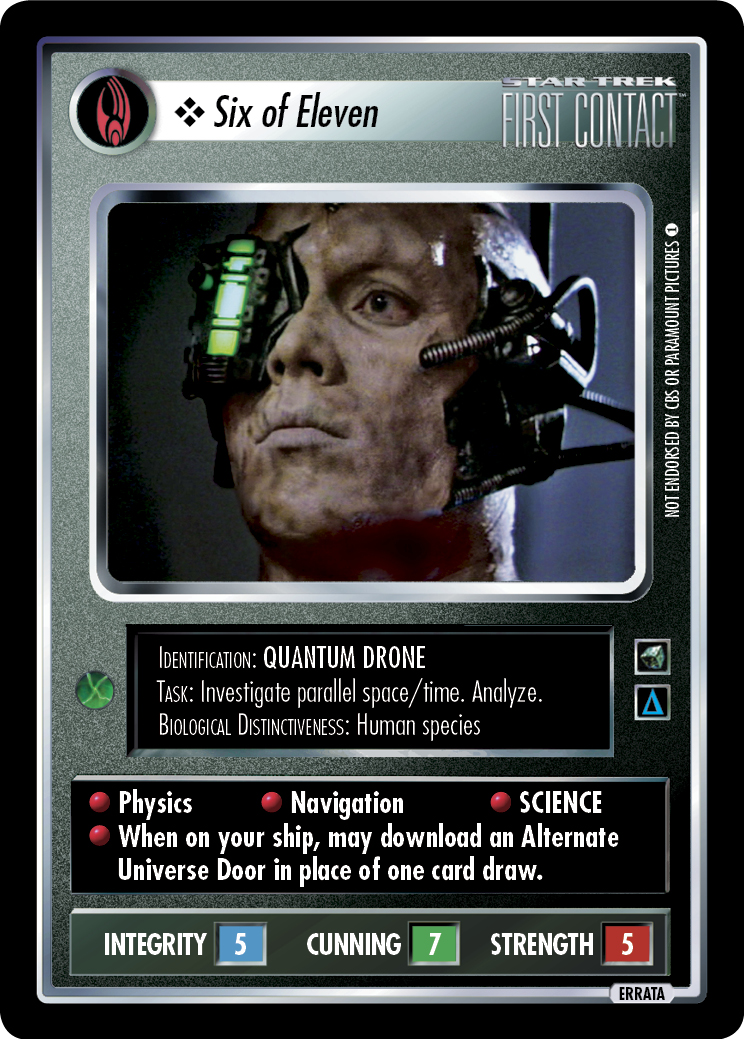 ❖ Six of Eleven
STAR TREK
FIRST CONTACT™
NOT ENDORSED BY CBS OR PARAMOUNT PICTURES 1
IDENTIFICATION: QUANTUM DRONE
TASK: Investigate parallel space/time. Analyze.
BIOLOGICAL DISTINCTIVENESS: Human species
Physics Navigation SCIENCE
When on your ship, may download an Alternate
Universe Door in place of one card draw.
INTEGRITY 5 CUNNING 7 STRENGTH 5
ERRATA